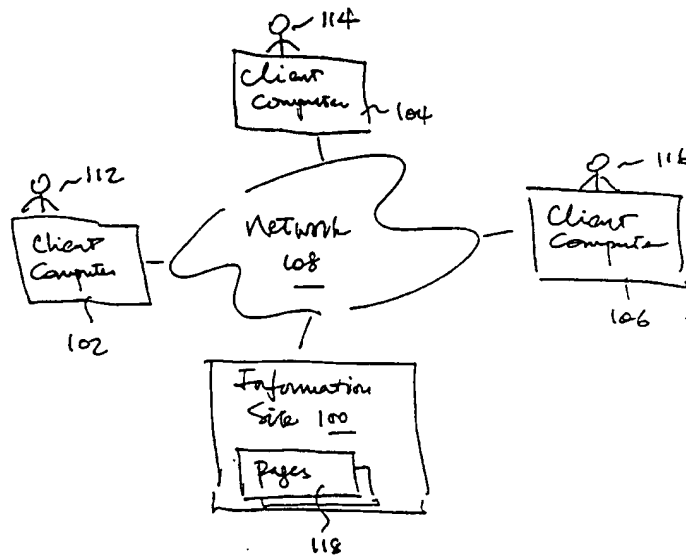 114
Client
Computer
104
112
Client
Computer
102
Network
108
116
Client
Computer
106
Information
Site 100
Pages
118